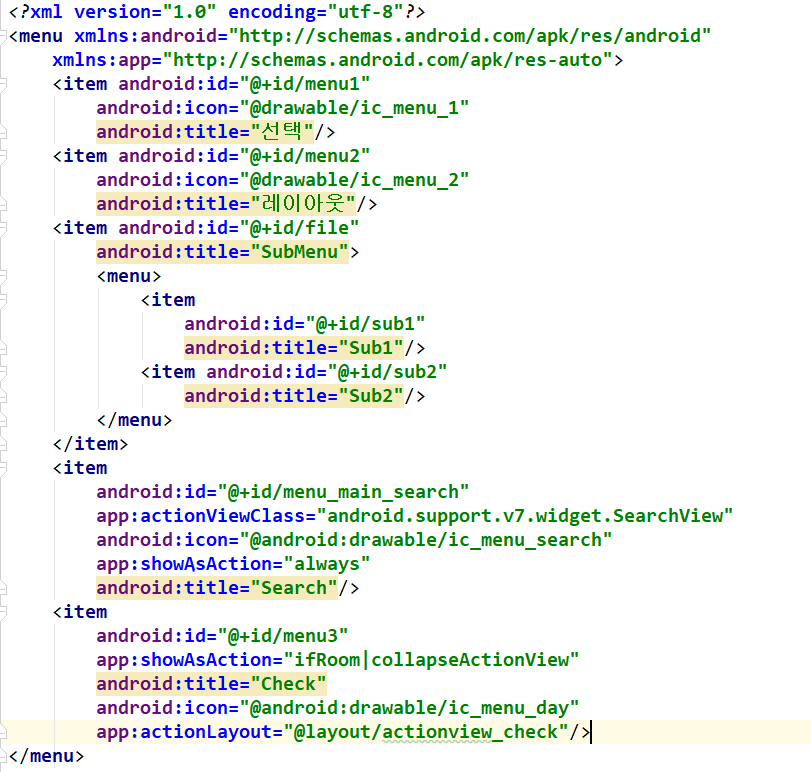 <?xml version="1.0" encoding="utf-8"?>
<menu xmlns:android="http://schemas.android.com/apk/res/android"
    xmlns:app="http://schemas.android.com/apk/res-auto">
    <item android:id="@+id/menu1"
        android:icon="@drawable/ic_menu_1"
        android:title="선택"/>
    <item android:id="@+id/menu2"
        android:icon="@drawable/ic_menu_2"
        android:title="레이아웃"/>
    <item android:id="@+id/file"
        android:title="SubMenu">
        <menu>
            <item
                android:id="@+id/sub1"
                android:title="Sub1"/>
            <item android:id="@+id/sub2"
                android:title="Sub2"/>
        </menu>
    </item>
    <item
        android:id="@+id/menu_main_search"
        app:actionViewClass="android.support.v7.widget.SearchView"
        android:icon="@android:drawable/ic_menu_search"
        app:showAsAction="always"
        android:title="Search"/>
    <item
        android:id="@+id/menu3"
        app:showAsAction="ifRoom|collapseActionView"
        android:title="Check"
        android:icon="@android:drawable/ic_menu_day"
        app:actionLayout="@layout/actionview_check"/>
</menu>